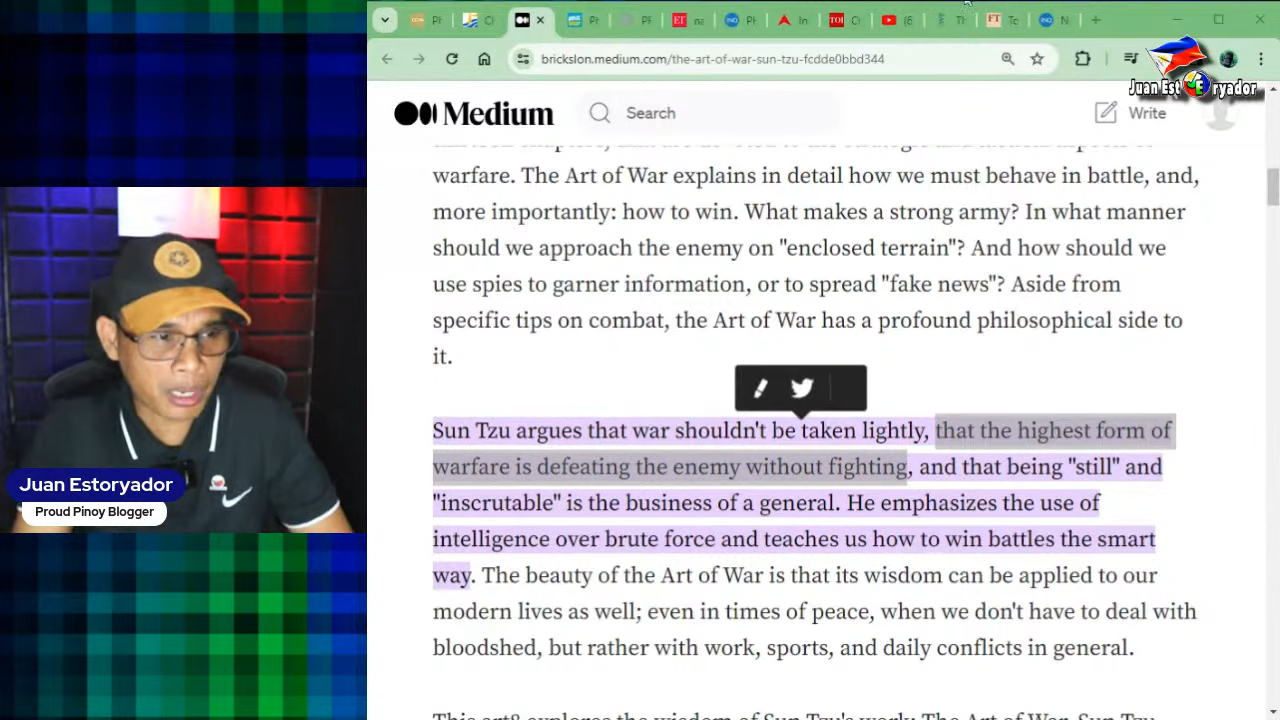 brickslon.medium.com/the-art-of-war-sun-tzu-fcdde0bbd344
Juan Est ryador
Medium
Search
Write
warfare. The Art of War explains in detail how we must behave in battle, and,
more importantly: how to win. What makes a strong army? In what manner
should we approach the enemy on "enclosed terrain"? And how should we
use spies to garner information, or to spread "fake news"? Aside from
specific tips on combat, the Art of War has a profound philosophical side to
it.
Sun Tzu argues that war shouldn't be taken lightly, that the highest form of
warfare is defeating the enemy without fighting, and that being "still" and
"inscrutable" is the business of a general. He emphasizes the use of
intelligence over brute force and teaches us how to win battles the smart
way. The beauty of the Art of War is that its wisdom can be applied to our
modern lives as well; even in times of peace, when we don't have to deal with
bloodshed, but rather with work, sports, and daily conflicts in general.
Juan Estoryador
Proud Pinoy Blogger